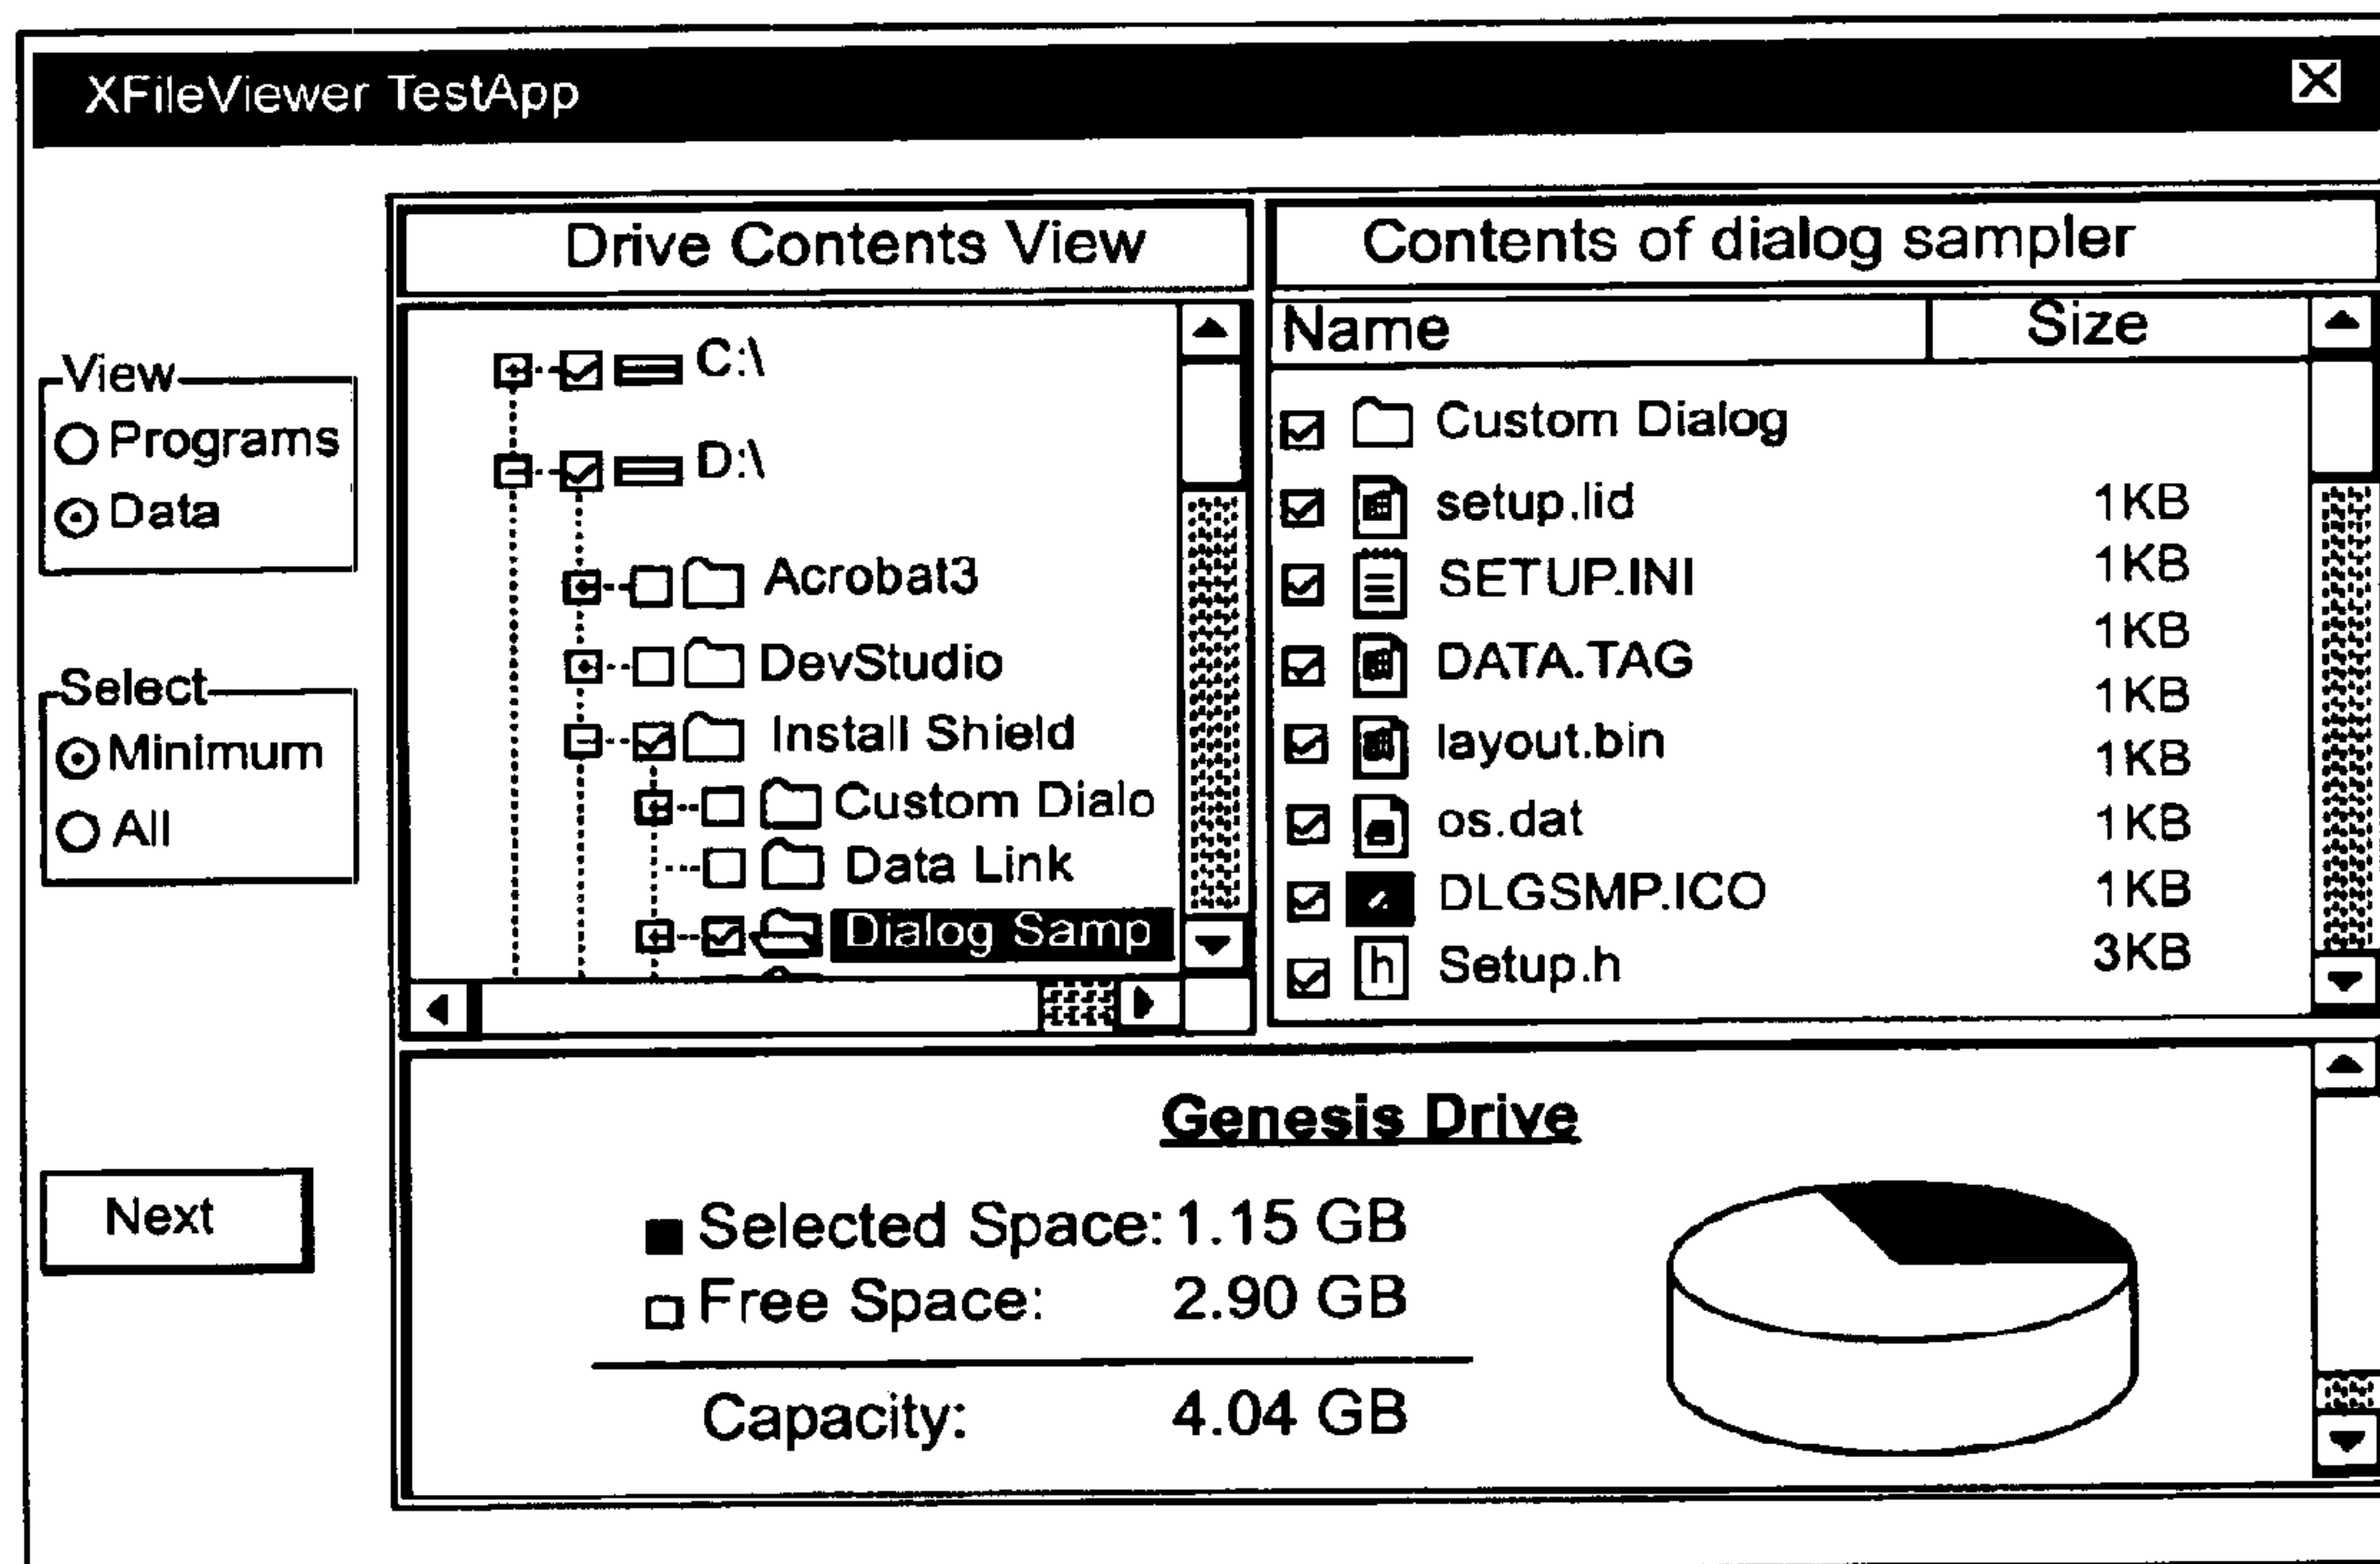 XFileViewer TestApp
View
Programs
Data
Select
Minimum
All
Next
Drive Contents View
C:\
D:\
Acrobat3
DevStudio
Install Shield
Custom Dialo
Data Link
Dialog Samp
Contents of dialog sampler
Name Size
Custom Dialog
setup.lid 1KB
SETUP.INI 1KB
1KB
DATA.TAG 1KB
layout.bin 1KB
os.dat 1KB
DLGSMP.ICO 1KB
Setup.h 3KB
Genesis Drive
Selected Space: 1.15 GB
Free Space: 2.90 GB
Capacity: 4.04 GB
h